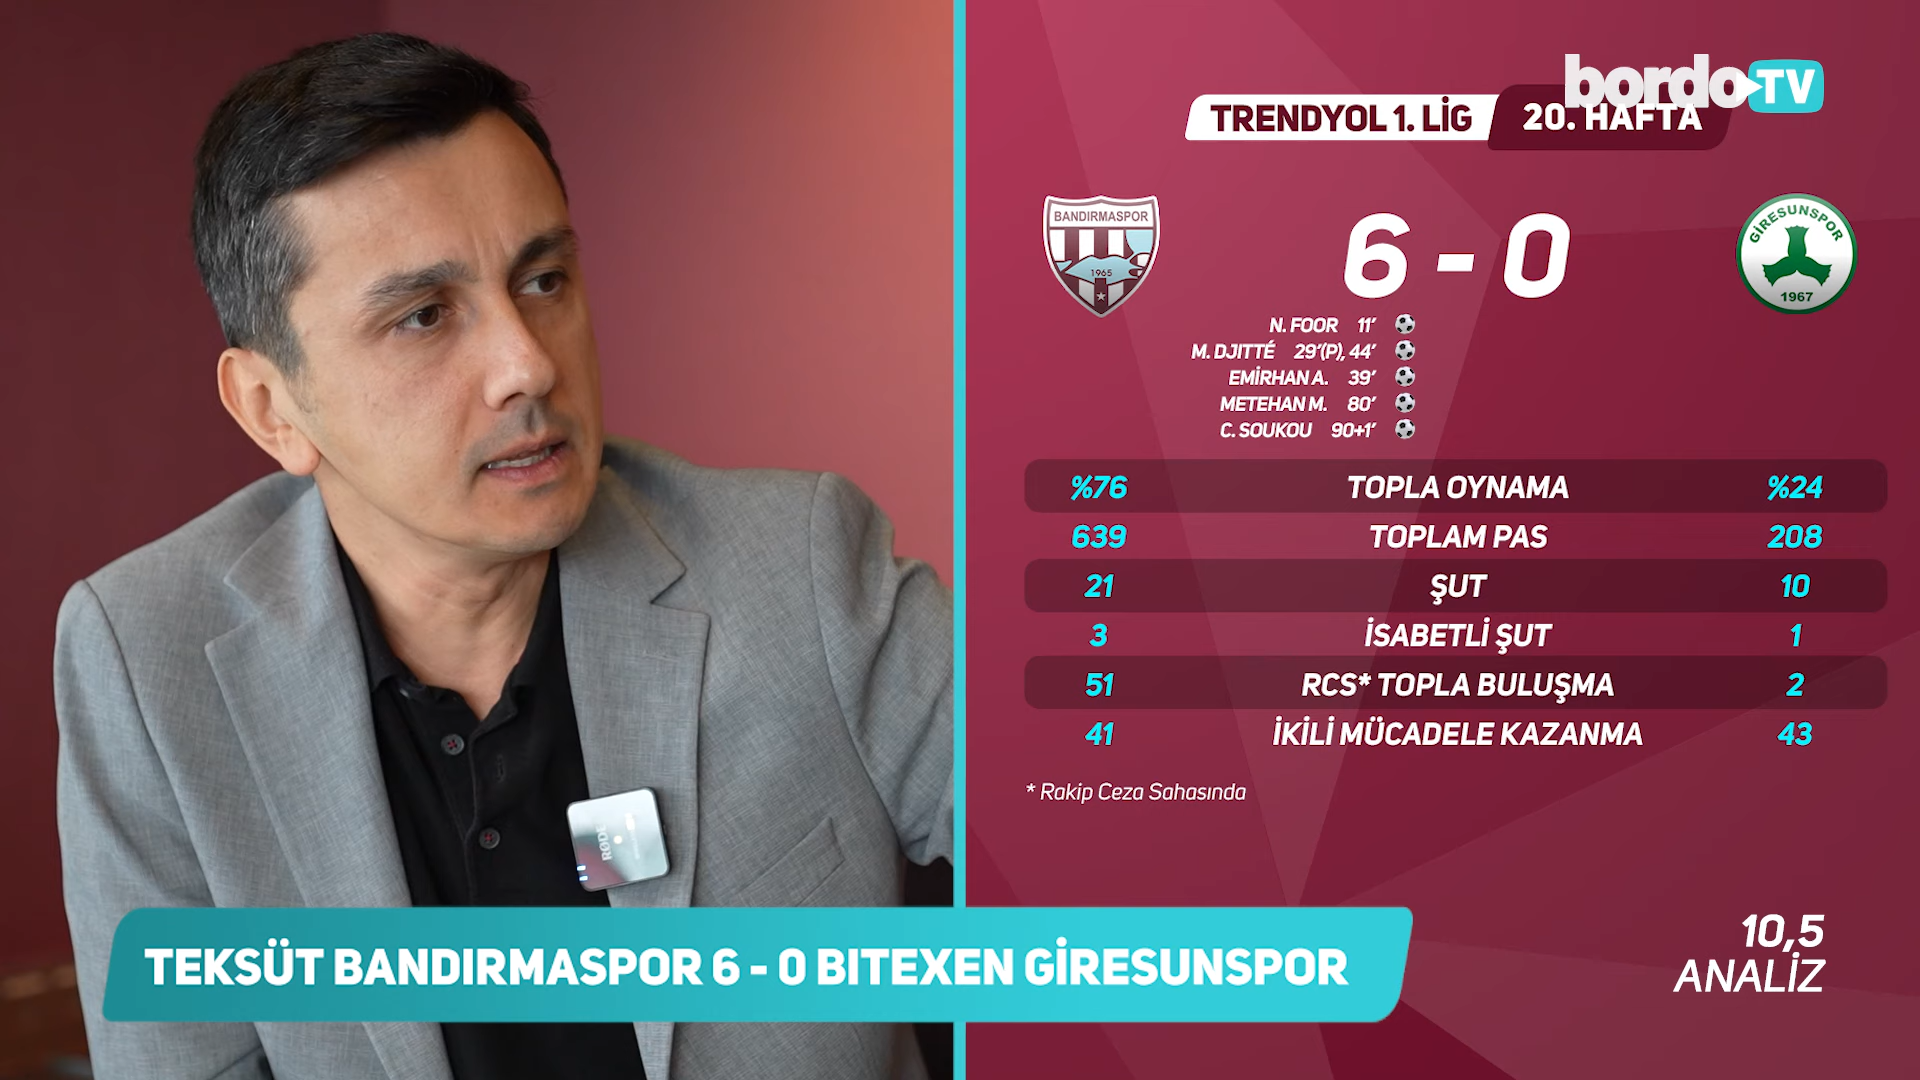 bordo TV
TRENDYOL 1. LİG 20. HAFTA
BANDIRMASPOR
1965
6 - 0
GİRESUNSPOR
1967
N. FOOR 11'
M. DJITTÉ 29'(P), 44'
EMİRHAN A. 39'
METEHAN M. 80'
C. SOUKOU 90+1'
%76 TOPLA OYNAMA %24
639 TOPLAM PAS 208
21 ŞUT 10
3 İSABETLİ ŞUT 1
51 RCS* TOPLA BULUŞMA 2
41 İKİLİ MÜCADELE KAZANMA 43
* Rakip Ceza Sahasında
RØDE
TEKSÜT BANDIRMASPOR 6 - 0 BITEXEN GİRESUNSPOR
10,5
ANALİZ